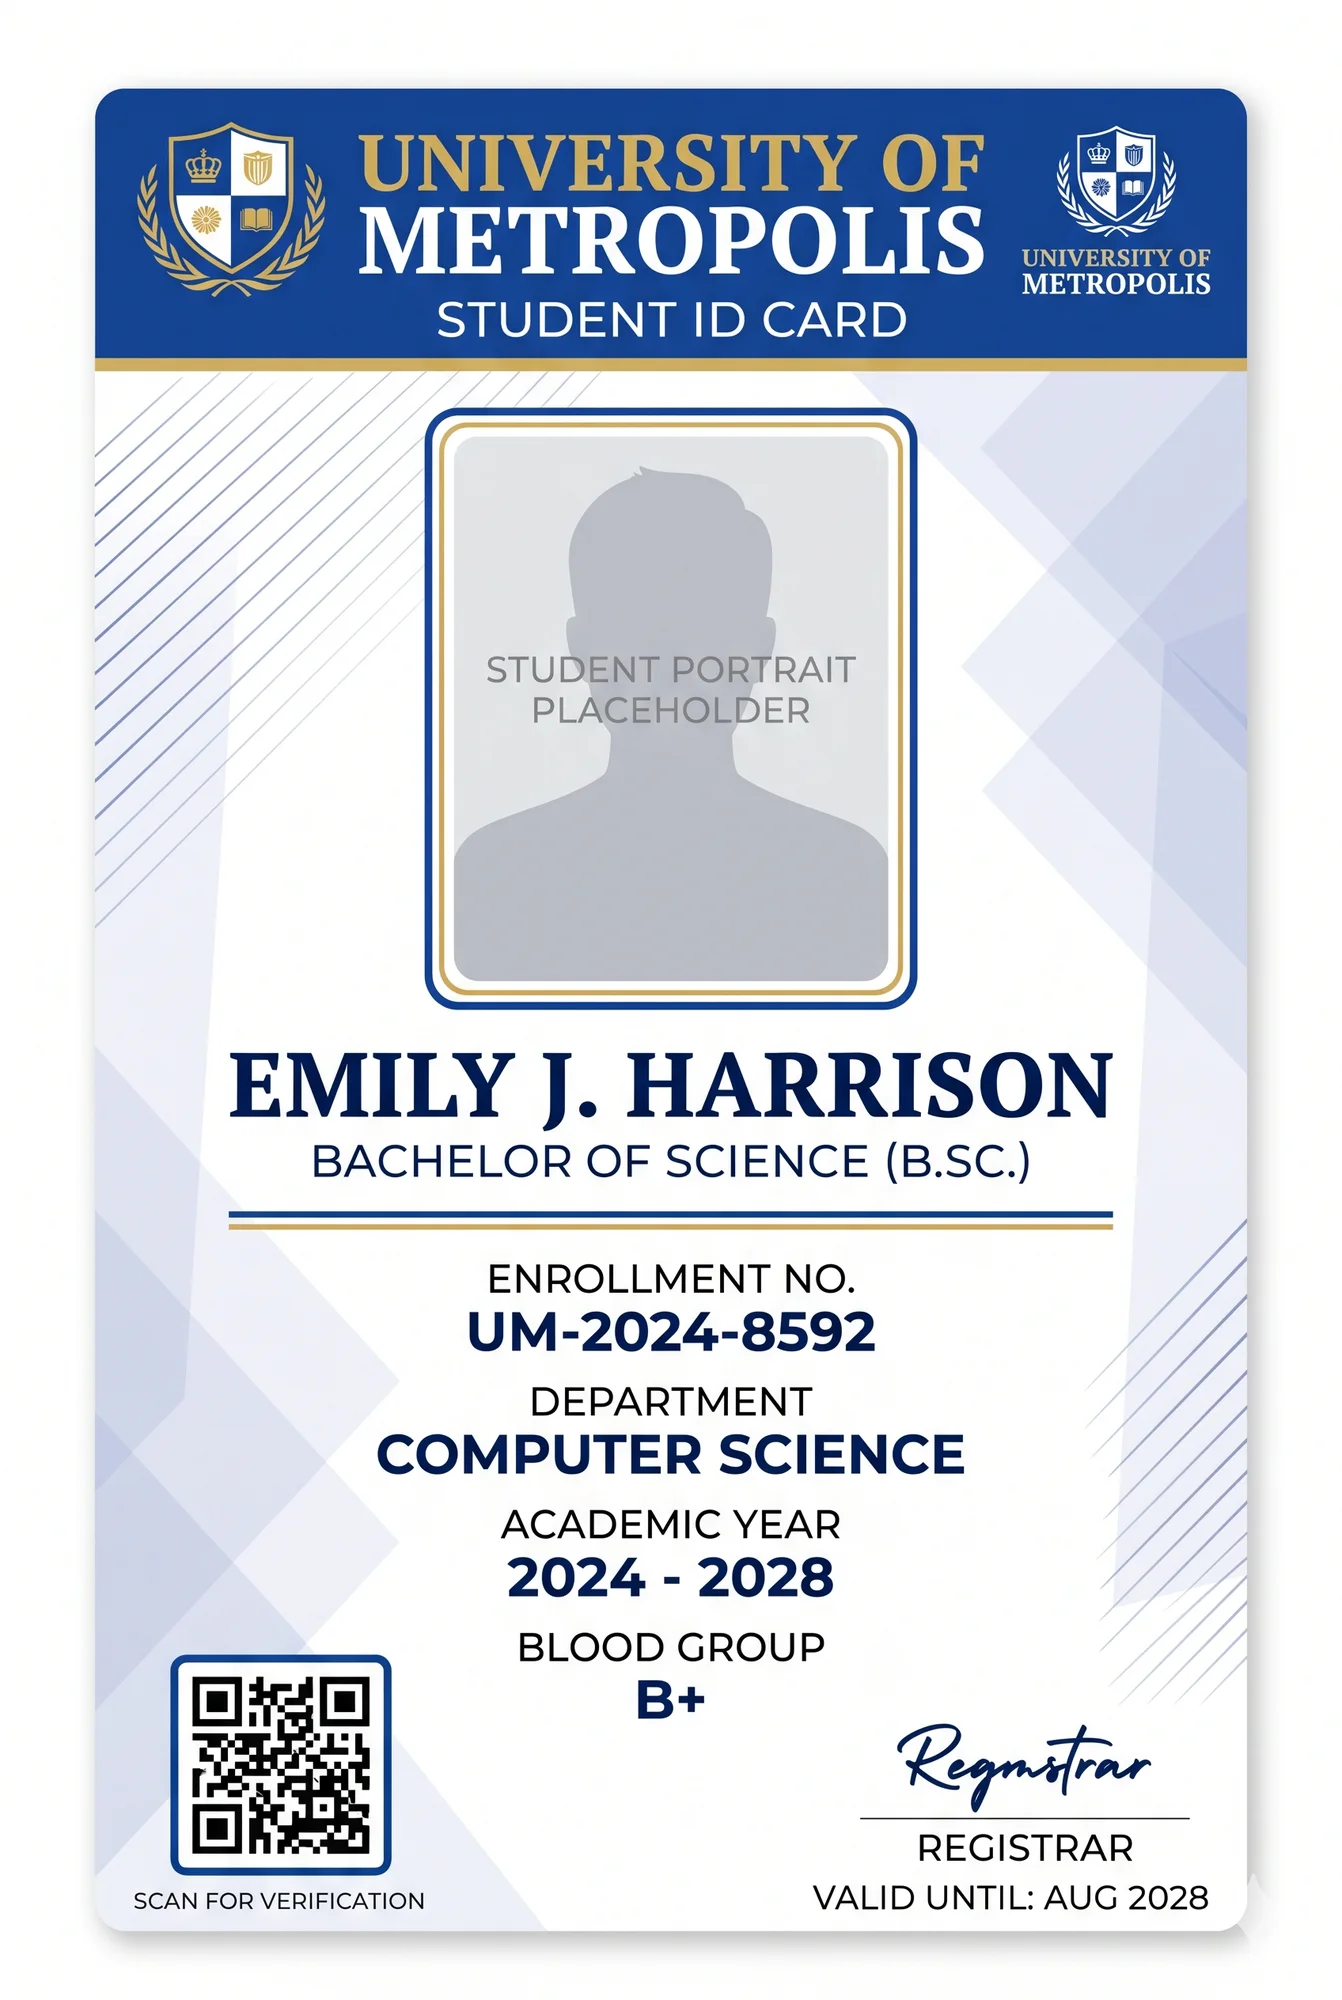 UNIVERSITY OF
METROPOLIS
STUDENT ID CARD
UNIVERSITY OF
METROPOLIS
STUDENT PORTRAIT
PLACEHOLDER
EMILY J. HARRISON
BACHELOR OF SCIENCE (B.SC.)
ENROLLMENT NO.
UM-2024-8592
DEPARTMENT
COMPUTER SCIENCE
ACADEMIC YEAR
2024 - 2028
BLOOD GROUP
B+
Regmstrar
REGISTRAR
VALID UNTIL: AUG 2028
SCAN FOR VERIFICATION